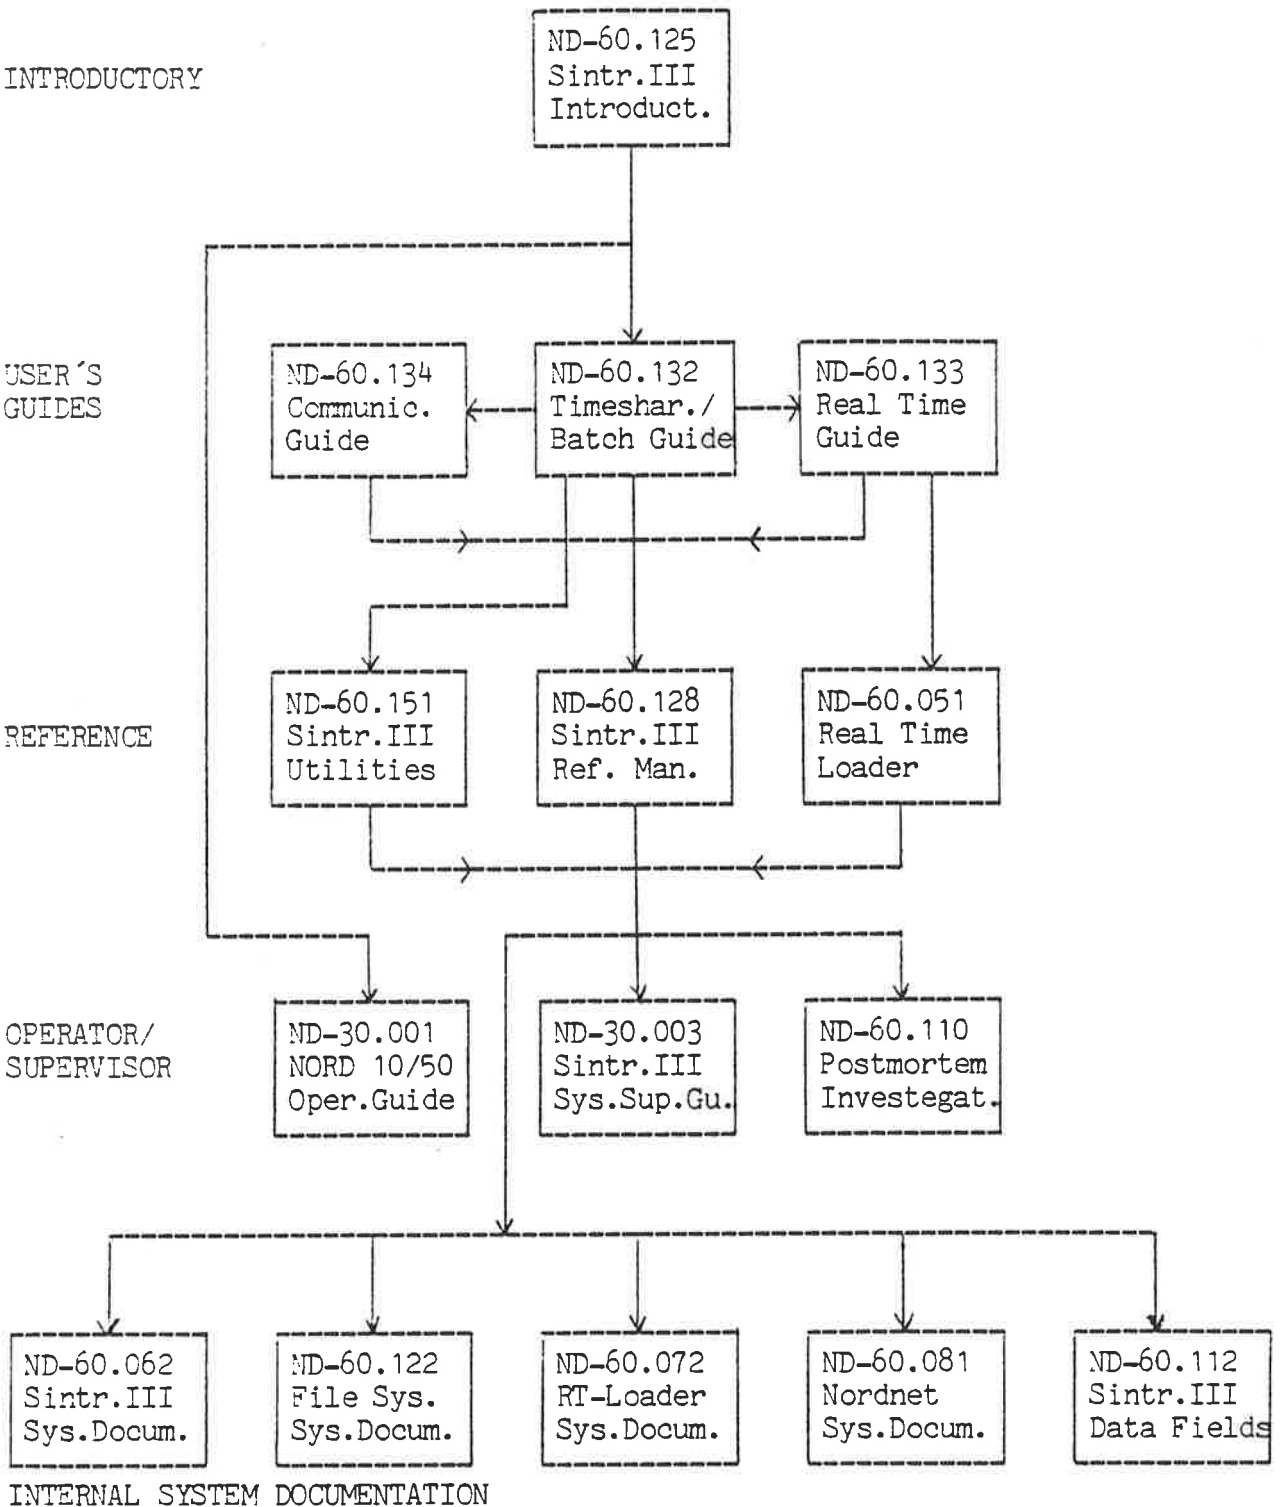 INTRODUCTORY
ND-60.125
Sintr.III
Introduct.
USER'S
GUIDES
ND-60.134
Communic.
Guide
ND-60.132
Timeshar./
Batch Guide
ND-60.133
Real Time
Guide
REFERENCE
ND-60.151
Sintr.III
Utilities
ND-60.128
Sintr.III
Ref. Man.
ND-60.051
Real Time
Loader
OPERATOR/
SUPERVISOR
ND-30.001
NORD 10/50
Oper.Guide
ND-30.003
Sintr.III
Sys.Sup.Gu.
ND-60.110
Postmortem
Investegat.
ND-60.062
Sintr.III
Sys.Docum.
ND-60.122
File Sys.
Sys.Docum.
ND-60.072
RT-Loader
Sys.Docum.
ND-60.081
Nordnet
Sys.Docum.
ND-60.112
Sintr.III
Data Fields
INTERNAL SYSTEM DOCUMENTATION